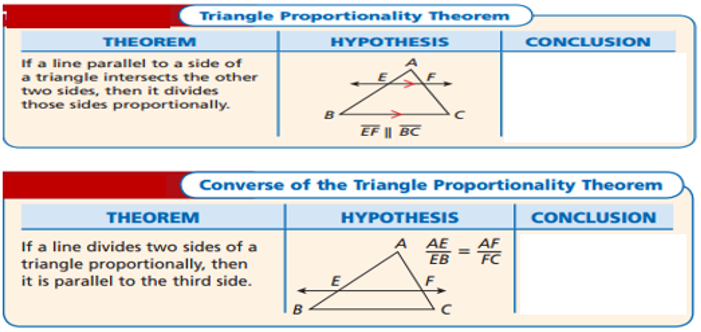 Triangle Proportionality Theorem
THEOREM HYPOTHESIS CONCLUSION
If a line parallel to a side of
a triangle intersects the other
two sides, then it divides
those sides proportionally.
A
E F
B C
EF || BC
Converse of the Triangle Proportionality Theorem
THEOREM HYPOTHESIS CONCLUSION
If a line divides two sides of a
triangle proportionally, then
it is parallel to the third side.
A AE/EB = AF/FC
E F
B C